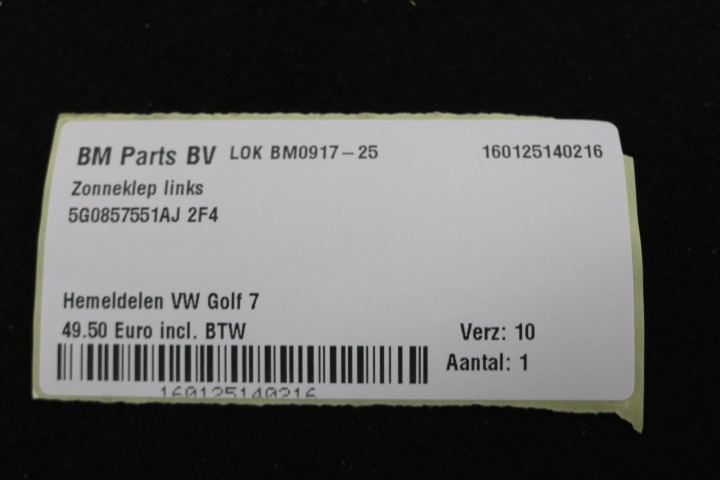 BM Parts BV LOK BM0917-25 160125140216
Zonneklep links
5G0857551AJ 2F4
Hemeldelen VW Golf 7
49.50 Euro incl. BTW Verz: 10
Aantal: 1
160125140216